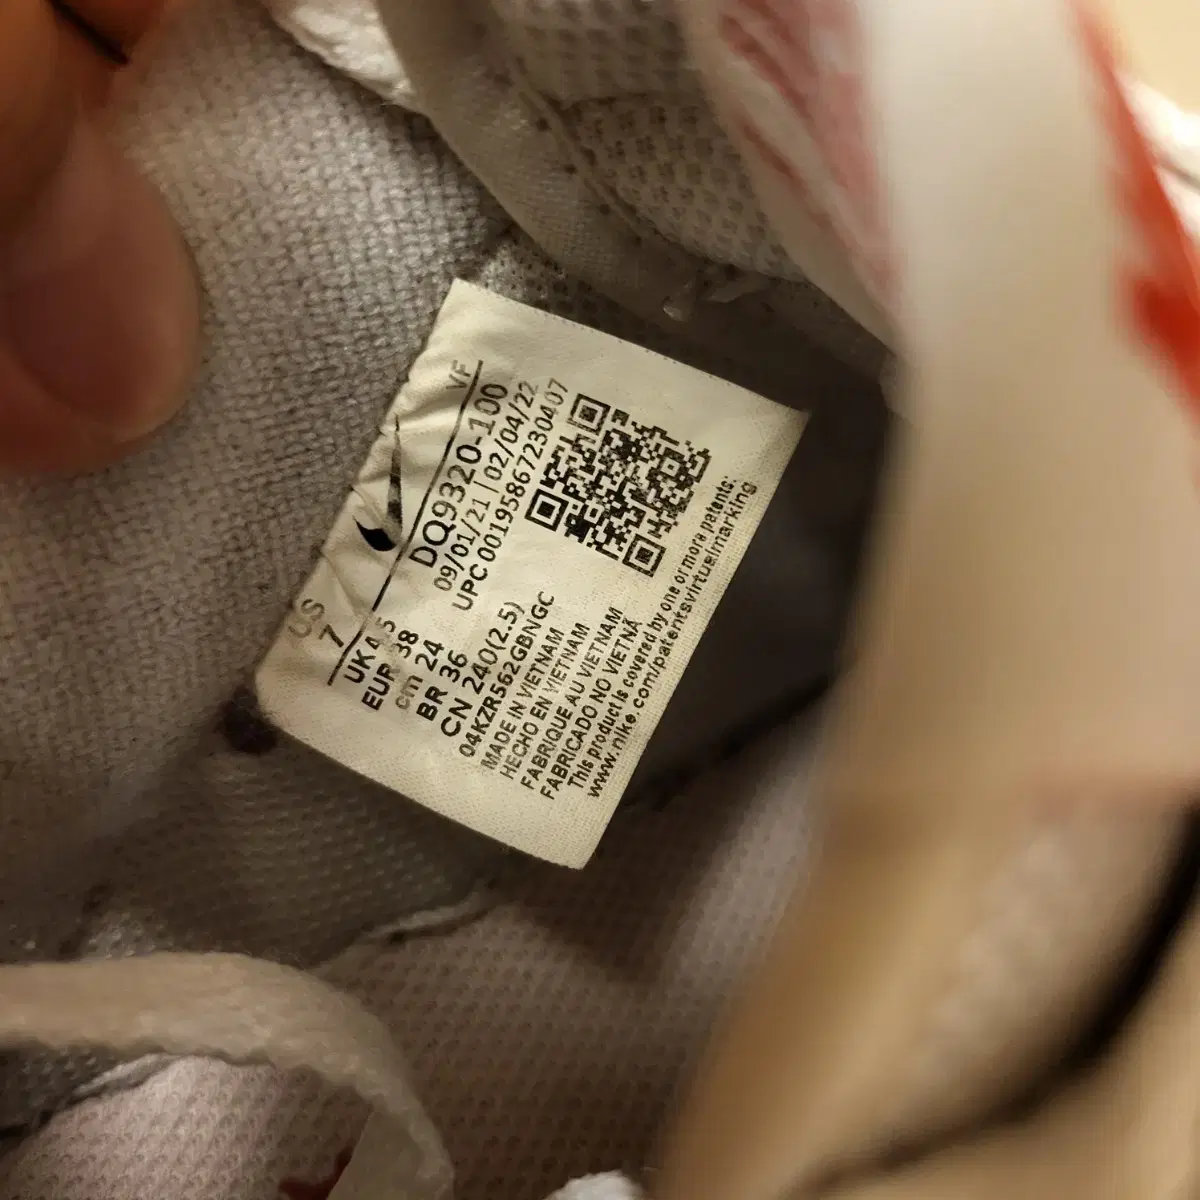 US
7
VF
UK 4.5
EUR 38
cm 24
BR 36
CN 240(2.5)
DQ9320-100
09/01/21 | 02/04/22
UPC 00195867230407
04KZR562GBNGC
MADE IN VIETNAM
HECHO EN VIETNAM
FABRIQUE AU VIETNAM
FABRICADO NO VIETNÃ
This product is covered by one or more patents:
www.nike.com/patentsvirtualmarking